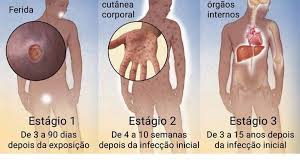 Ferida
cutânea
corporal
órgãos
internos
Estágio 1
De 3 a 90 dias
depois da exposição
Estágio 2
De 4 a 10 semanas
depois da infecção inicial
Estágio 3
De 3 a 15 anos depois
da infecção inicial